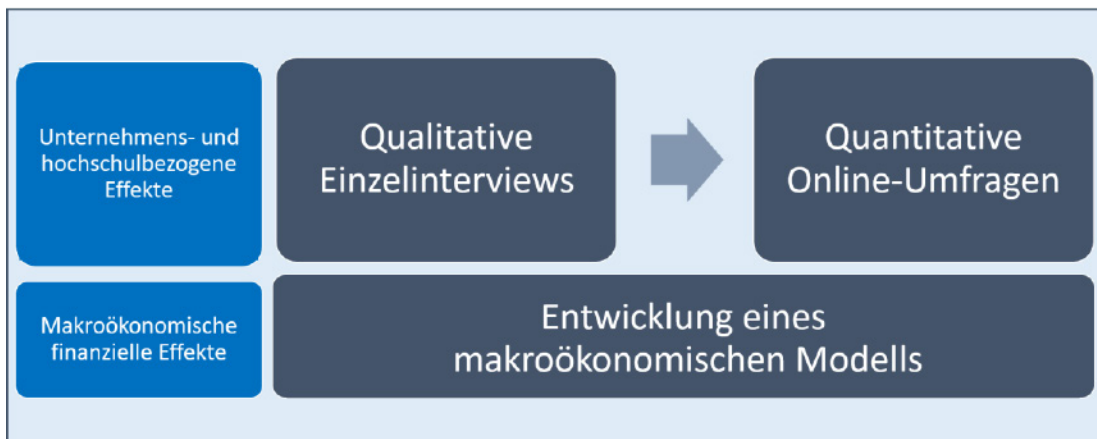 Unternehmens- und
hochschulbezogene
Effekte
Qualitative
Einzelinterviews
Quantitative
Online-Umfragen
Makroökonomische
finanzielle Effekte
Entwicklung eines
makroökonomischen Modells